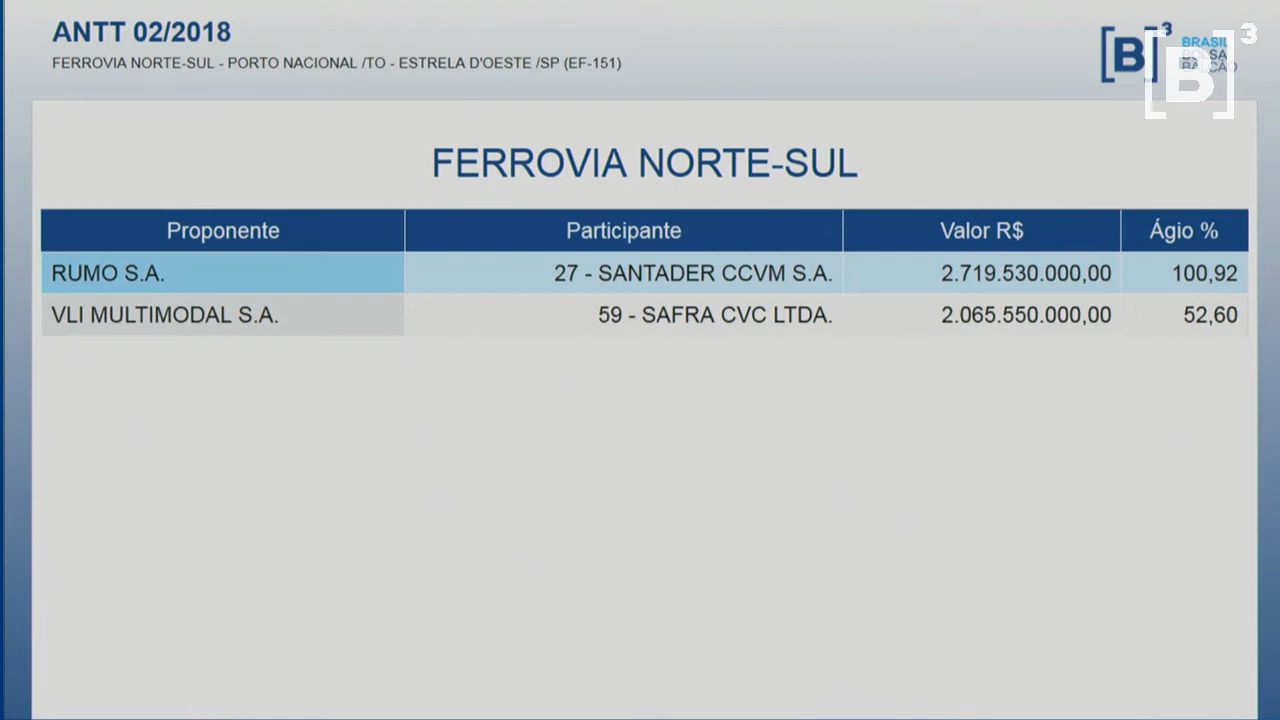 ANTT 02/2018
FERROVIA NORTE-SUL - PORTO NACIONAL /TO - ESTRELA D'OESTE /SP (EF-151)
[B]³
BRASIL
BOLSA
BALCÃO
[B]³
FERROVIA NORTE-SUL
Proponente Participante Valor R$ Ágio %
RUMO S.A. 27 - SANTADER CCVM S.A. 2.719.530.000,00 100,92
VLI MULTIMODAL S.A. 59 - SAFRA CVC LTDA. 2.065.550.000,00 52,60